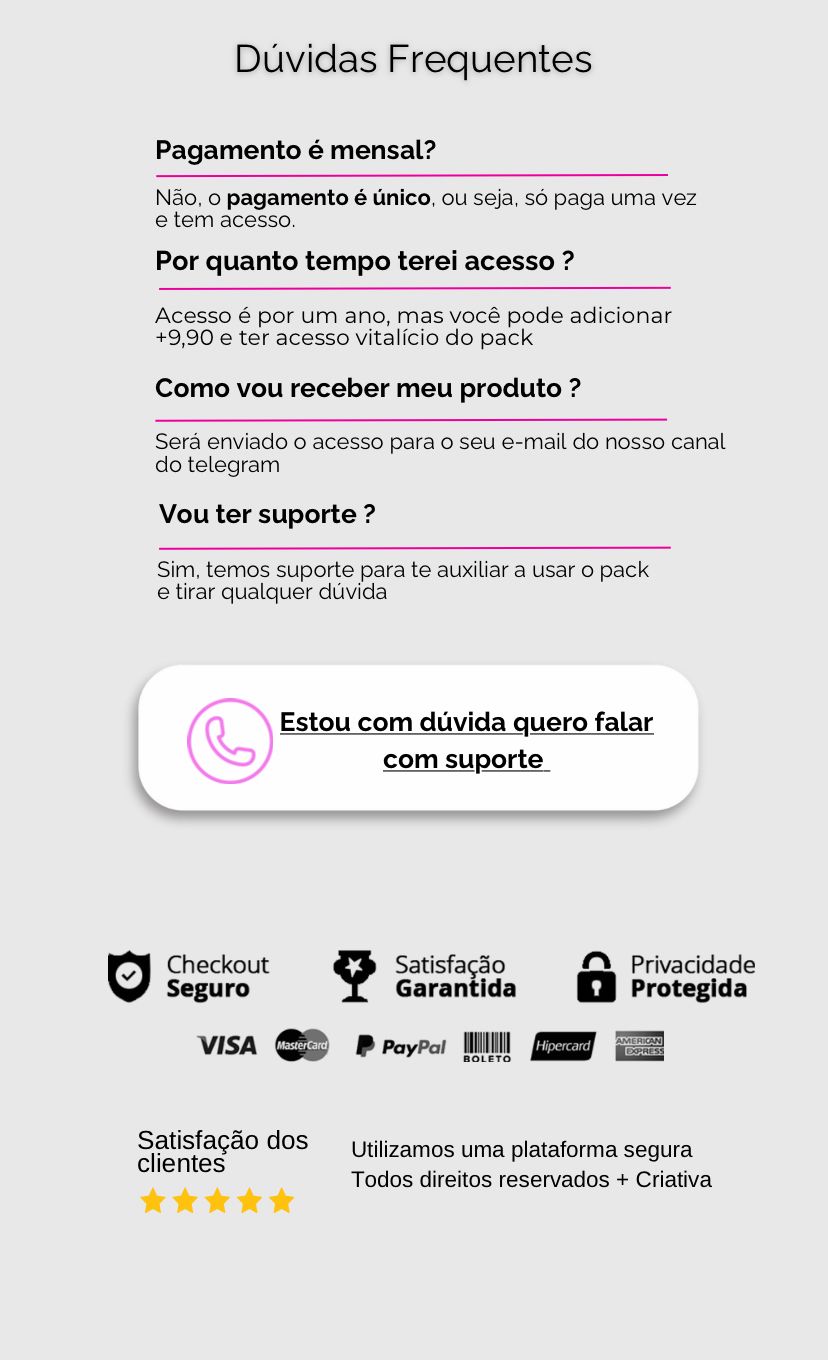 Dúvidas Frequentes
Pagamento é mensal?
Não, o pagamento é único, ou seja, só paga uma vez
e tem acesso.
Por quanto tempo terei acesso ?
Acesso é por um ano, mas você pode adicionar
+9,90 e ter acesso vitalício do pack
Como vou receber meu produto ?
Será enviado o acesso para o seu e-mail do nosso canal
do telegram
Vou ter suporte ?
Sim, temos suporte para te auxiliar a usar o pack
e tirar qualquer dúvida
Estou com dúvida quero falar
com suporte
Checkout
Seguro
Satisfação
Garantida
Privacidade
Protegida
VISA MasterCard PayPal BOLETO Hipercard AMERICAN EXPRESS
Satisfação dos
clientes
Utilizamos uma plataforma segura
Todos direitos reservados + Criativa